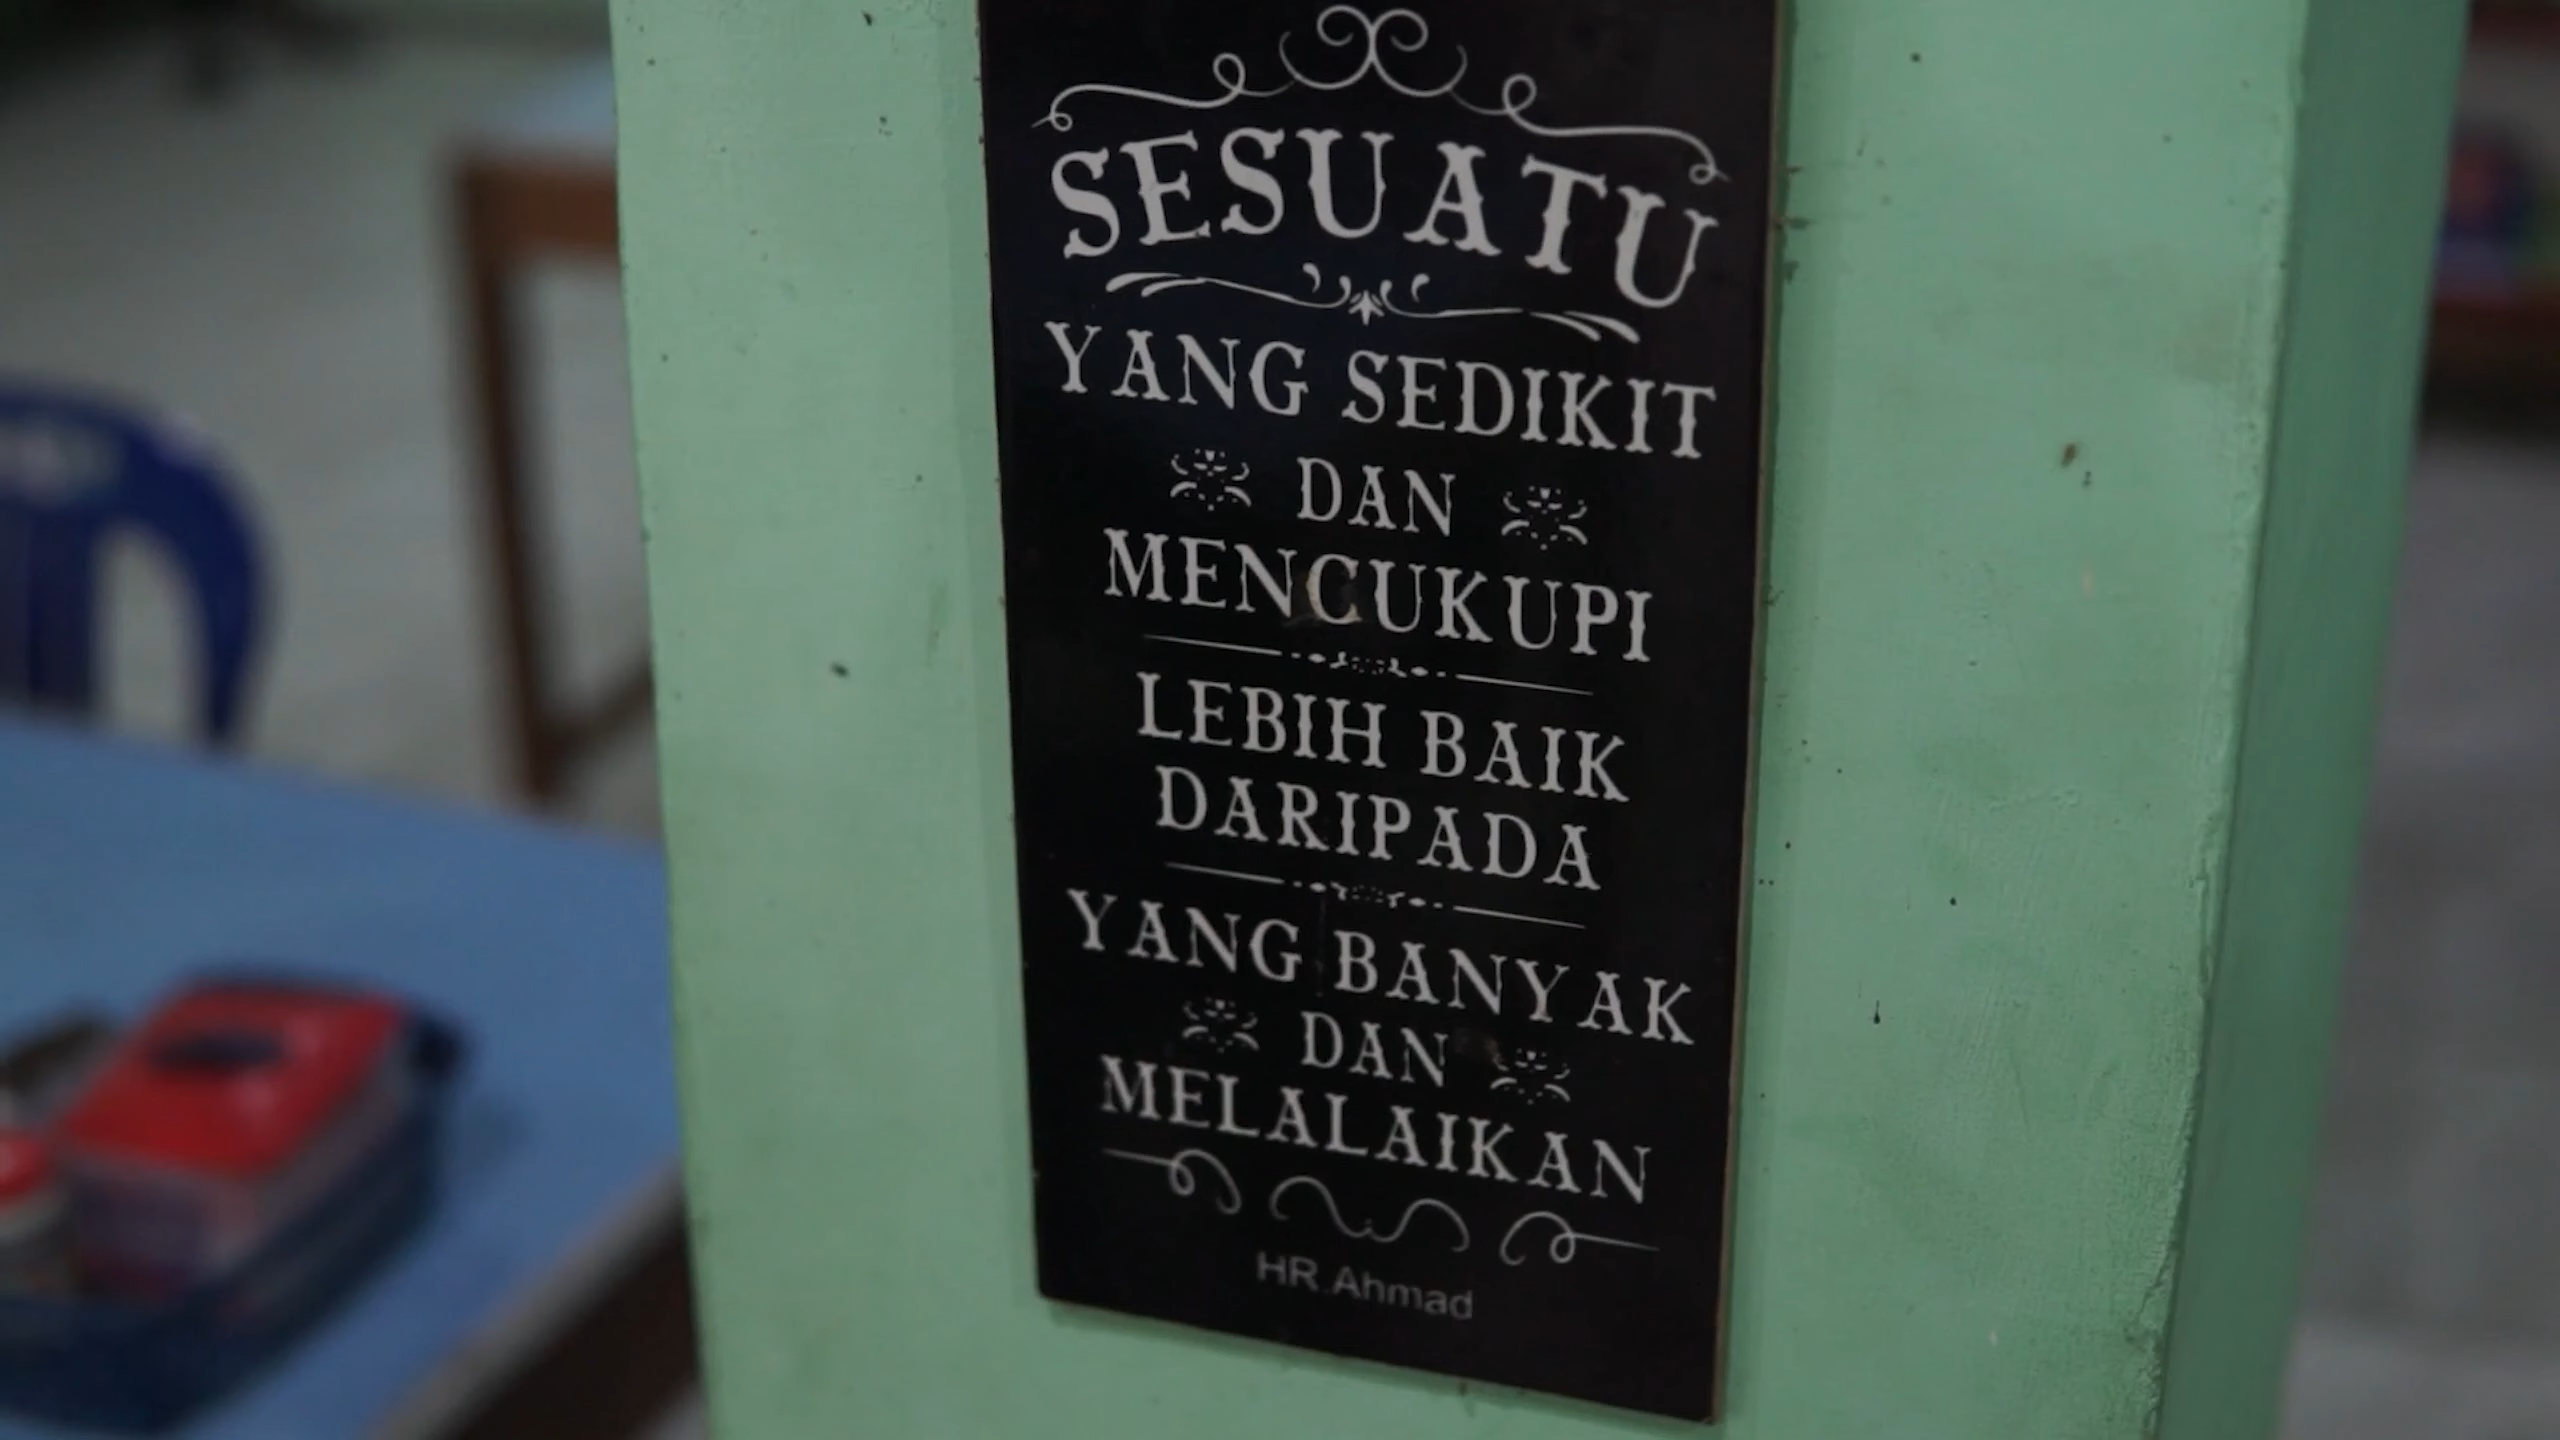 SESUATU
YANG SEDIKIT
DAN
MENCUKUPI
LEBIH BAIK
DARIPADA
YANG BANYAK
DAN
MELALAIKAN
HR.Ahmad